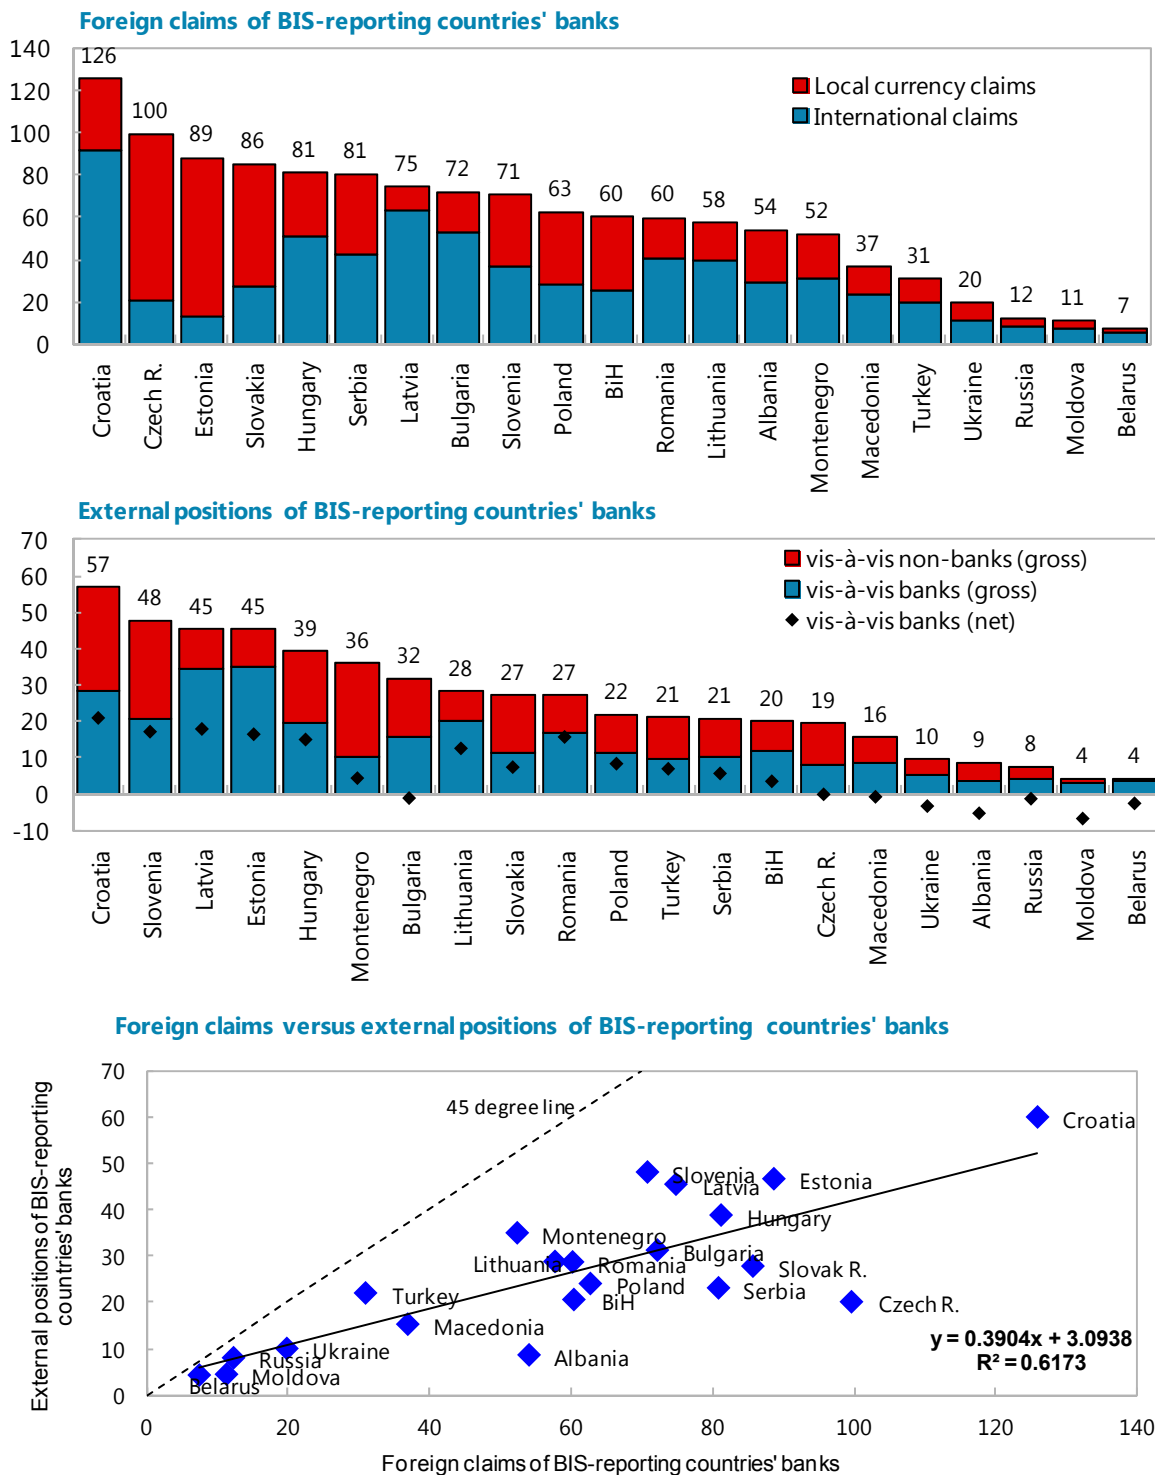 Foreign claims of BIS-reporting countries' banks
140
120
100
80
60
40
20
0
126
100
89
86
81
81
75
72
71
63
60
60
58
54
52
37
31
20
12
11
7
Local currency claims
International claims
Croatia
Czech R.
Estonia
Slovakia
Hungary
Serbia
Latvia
Bulgaria
Slovenia
Poland
BiH
Romania
Lithuania
Albania
Montenegro
Macedonia
Turkey
Ukraine
Russia
Moldova
Belarus
External positions of BIS-reporting countries' banks
70
60
50
40
30
20
10
0
-10
57
48
45
45
39
36
32
28
27
27
22
21
21
20
19
16
10
9
8
4
4
vis-à-vis non-banks (gross)
vis-à-vis banks (gross)
vis-à-vis banks (net)
Croatia
Slovenia
Latvia
Estonia
Hungary
Montenegro
Bulgaria
Lithuania
Slovakia
Romania
Poland
Turkey
Serbia
BiH
Czech R.
Macedonia
Ukraine
Albania
Russia
Moldova
Belarus
Foreign claims versus external positions of BIS-reporting countries' banks
External positions of BIS-reporting
countries' banks
70
60
50
40
30
20
10
0
45 degree line
Croatia
Slovenia
Latvia
Estonia
Hungary
Montenegro
Bulgaria
Lithuania
Romania
Slovak R.
Poland
Serbia
BiH
Czech R.
Turkey
Macedonia
Albania
Ukraine
Russia
Moldova
Belarus
y = 0.3904x + 3.0938
R² = 0.6173
0
20
40
60
80
100
120
140
Foreign claims of BIS-reporting countries' banks